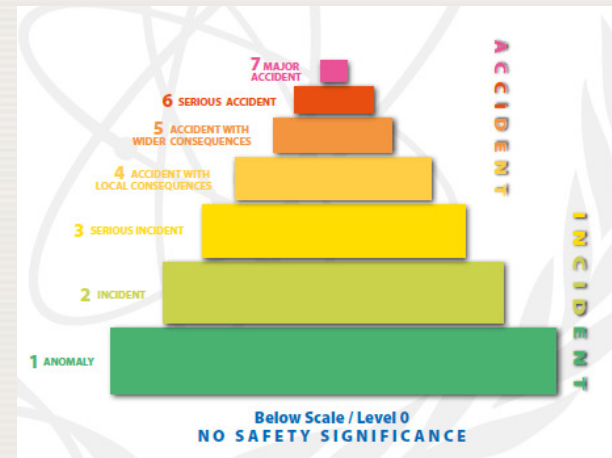 7 MAJOR
ACCIDENT
6 SERIOUS ACCIDENT
5 ACCIDENT WITH
WIDER CONSEQUENCES
4 ACCIDENT WITH
LOCAL CONSEQUENCES
3 SERIOUS INCIDENT
2 INCIDENT
1 ANOMALY
ACCIDENT
INCIDENT
Below Scale / Level 0
NO SAFETY SIGNIFICANCE